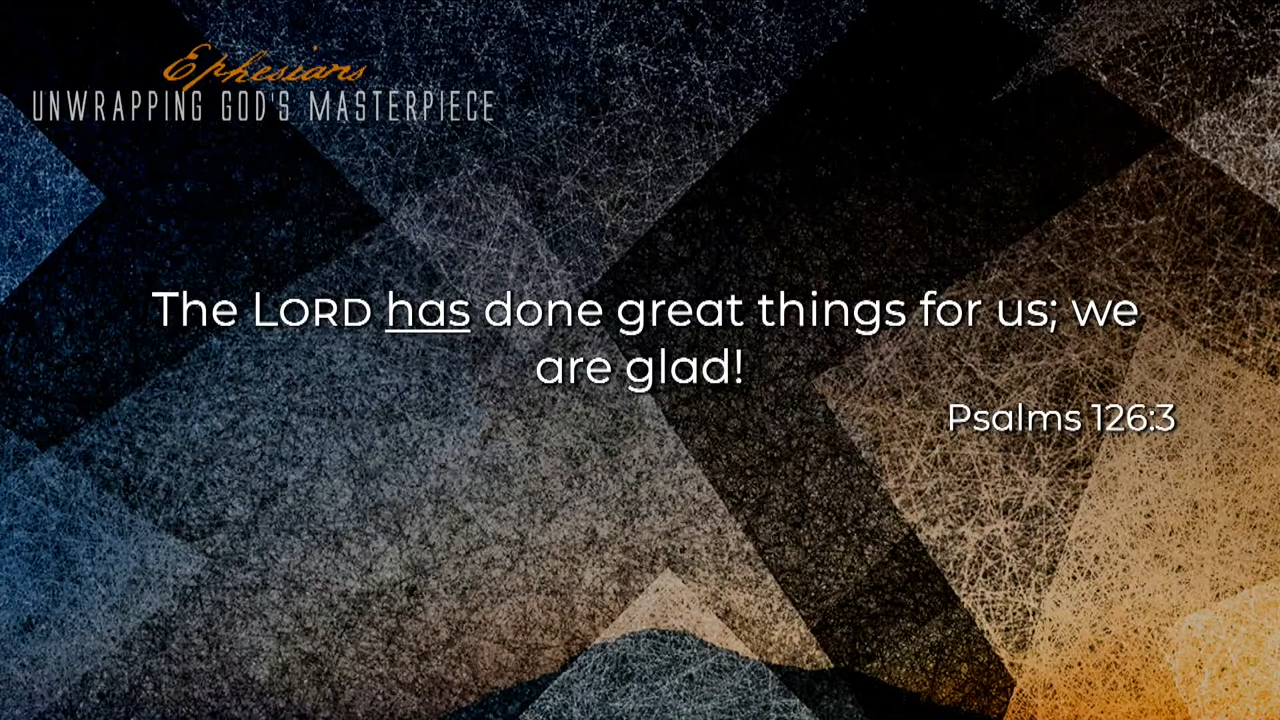 Ephesians
UNWRAPPING GOD'S MASTERPIECE
The LORD has done great things for us; we
are glad!
Psalms 126:3